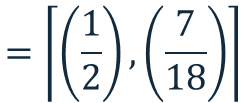 = ⌈(1/2), (7/18)⌉